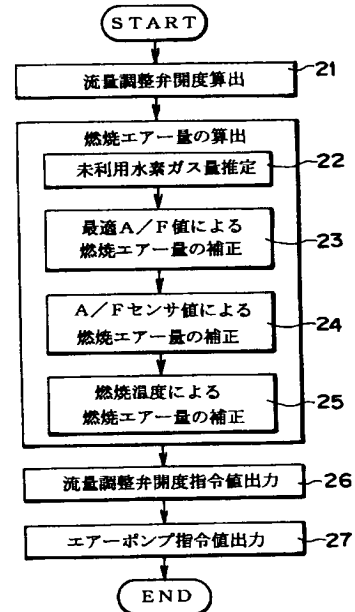 START
流量調整弁開度算出
21
燃焼エアー量の算出
未利用水素ガス量推定
22
最適A/F値による
燃焼エアー量の補正
23
A/Fセンサ値による
燃焼エアー量の補正
24
燃焼温度による
燃焼エアー量の補正
25
流量調整弁開度指令値出力
26
エアーポンプ指令値出力
27
END